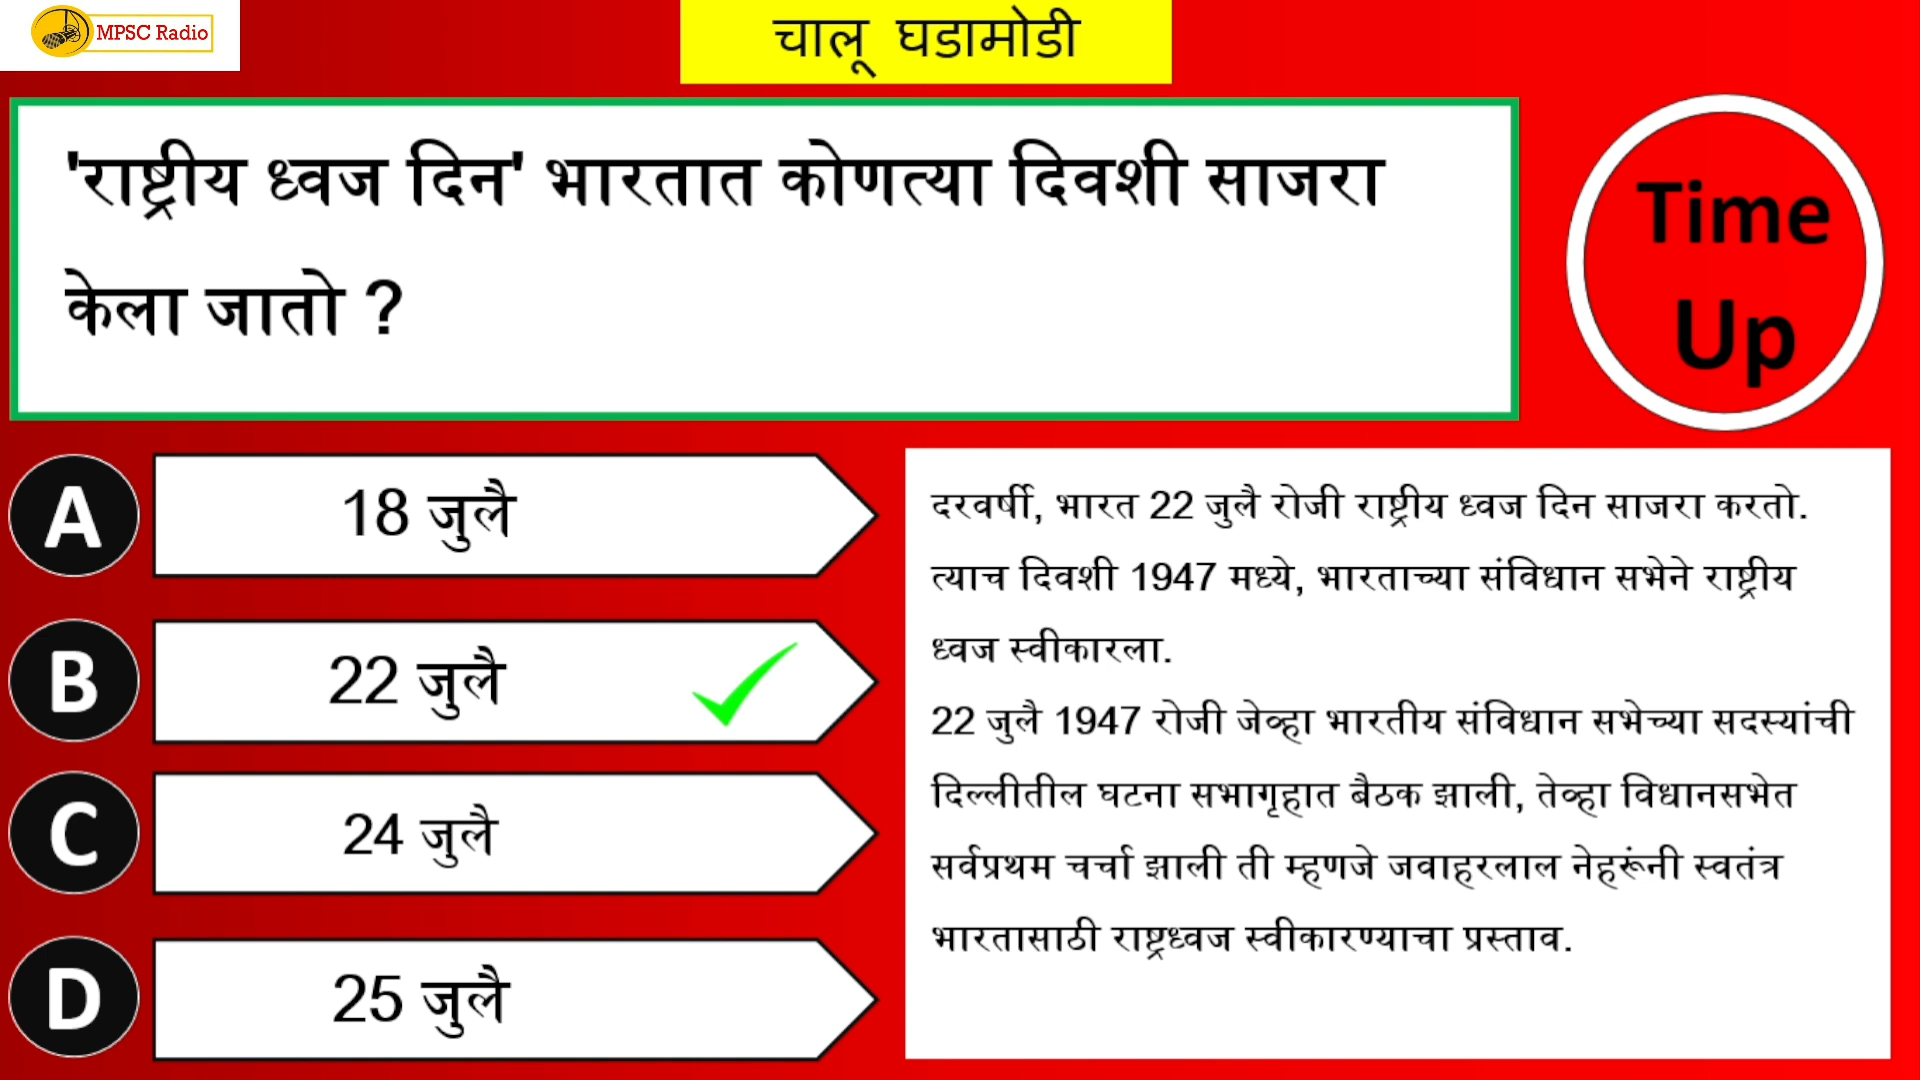 MPSC Radio
चालू घडामोडी
'राष्ट्रीय ध्वज दिन' भारतात कोणत्या दिवशी साजरा
केला जातो ?
Time
Up
A
18 जुलै
B
22 जुलै
C
24 जुलै
D
25 जुलै
दरवर्षी, भारत 22 जुलै रोजी राष्ट्रीय ध्वज दिन साजरा करतो.
त्याच दिवशी 1947 मध्ये, भारताच्या संविधान सभेने राष्ट्रीय
ध्वज स्वीकारला.
22 जुलै 1947 रोजी जेव्हा भारतीय संविधान सभेच्या सदस्यांची
दिल्लीतील घटना सभागृहात बैठक झाली, तेव्हा विधानसभेत
सर्वप्रथम चर्चा झाली ती म्हणजे जवाहरलाल नेहरूंनी स्वतंत्र
भारतासाठी राष्ट्रध्वज स्वीकारण्याचा प्रस्ताव.